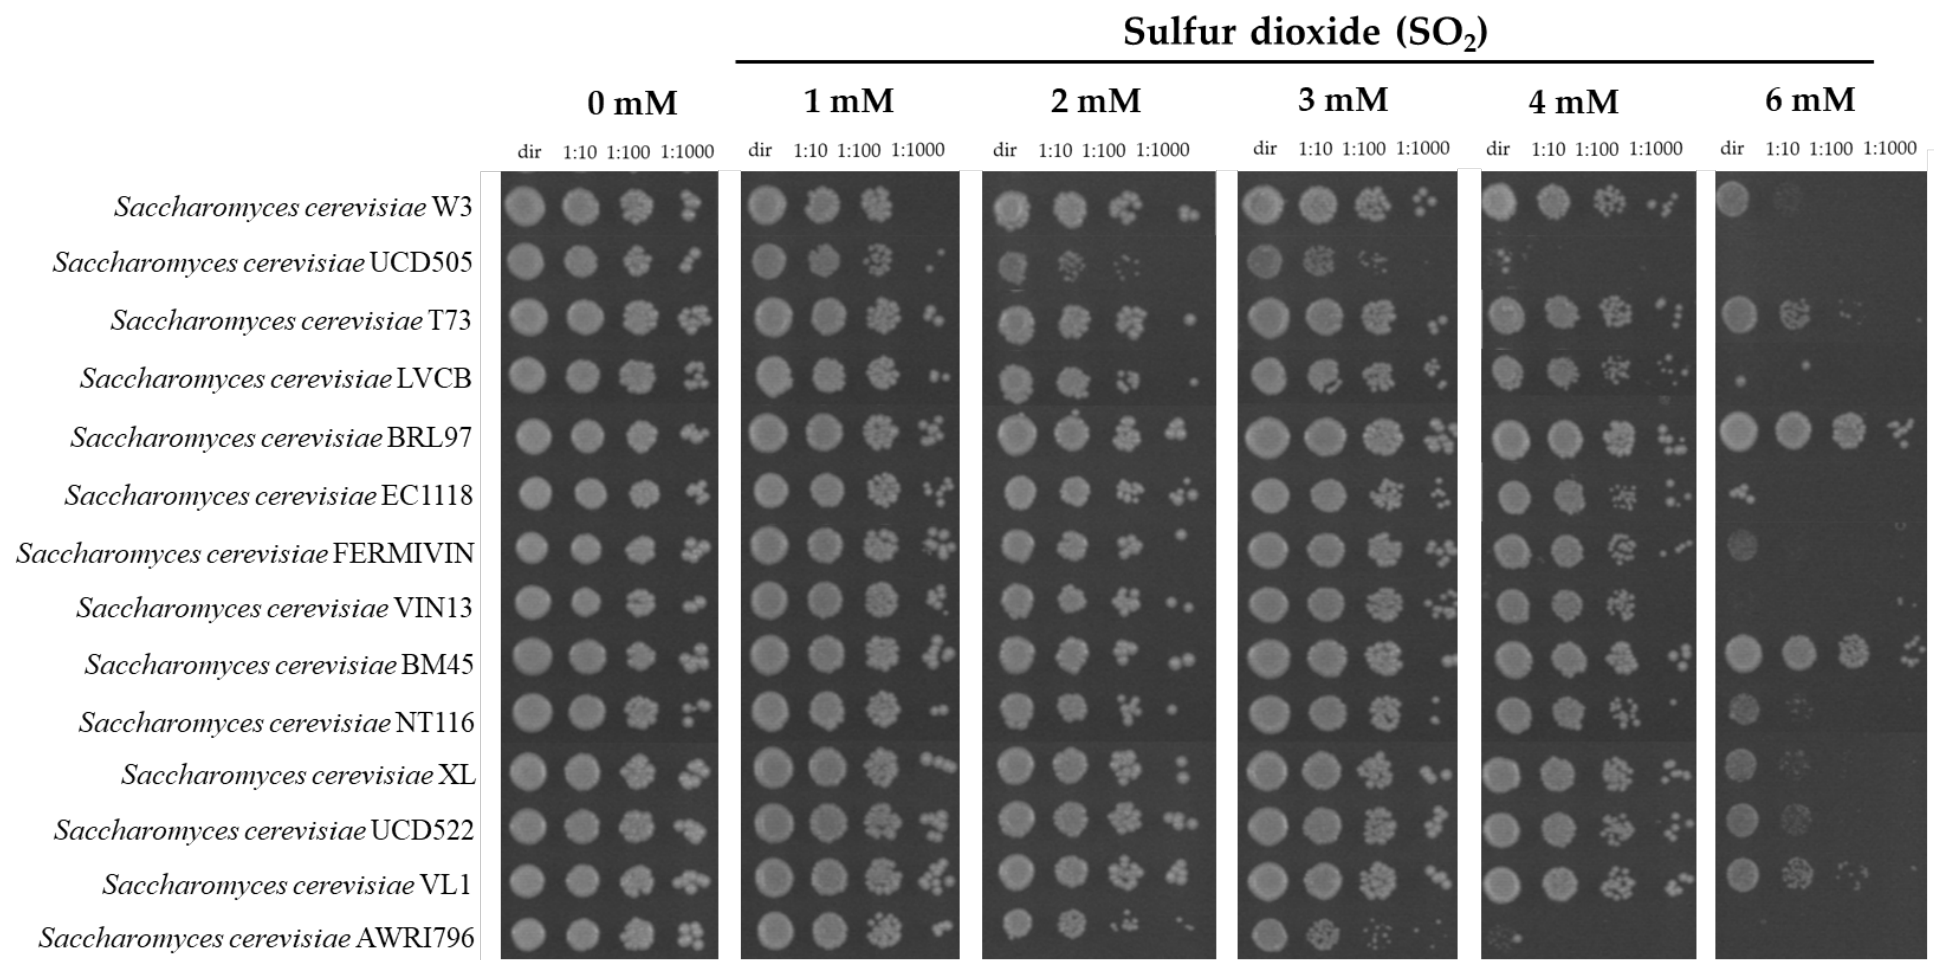 Sulfur dioxide (SO₂)
0 mM 1 mM 2 mM 3 mM 4 mM 6 mM
dir 1:10 1:100 1:1000 dir 1:10 1:100 1:1000 dir 1:10 1:100 1:1000 dir 1:10 1:100 1:1000 dir 1:10 1:100 1:1000 dir 1:10 1:100 1:1000
Saccharomyces cerevisiae W3
Saccharomyces cerevisiae UCD505
Saccharomyces cerevisiae T73
Saccharomyces cerevisiae LVCB
Saccharomyces cerevisiae BRL97
Saccharomyces cerevisiae EC1118
Saccharomyces cerevisiae FERMIVIN
Saccharomyces cerevisiae VIN13
Saccharomyces cerevisiae BM45
Saccharomyces cerevisiae NT116
Saccharomyces cerevisiae XL
Saccharomyces cerevisiae UCD522
Saccharomyces cerevisiae VL1
Saccharomyces cerevisiae AWRI796